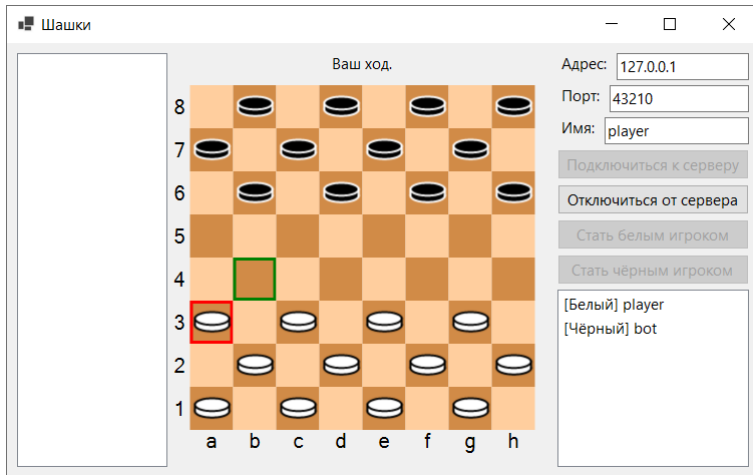 Шашки
Ваш ход.
8
7
6
5
4
3
2
1
a b c d e f g h
Адрес: 127.0.0.1
Порт: 43210
Имя: player
Подключиться к серверу
Отключиться от сервера
Стать белым игроком
Стать чёрным игроком
[Белый] player
[Чёрный] bot